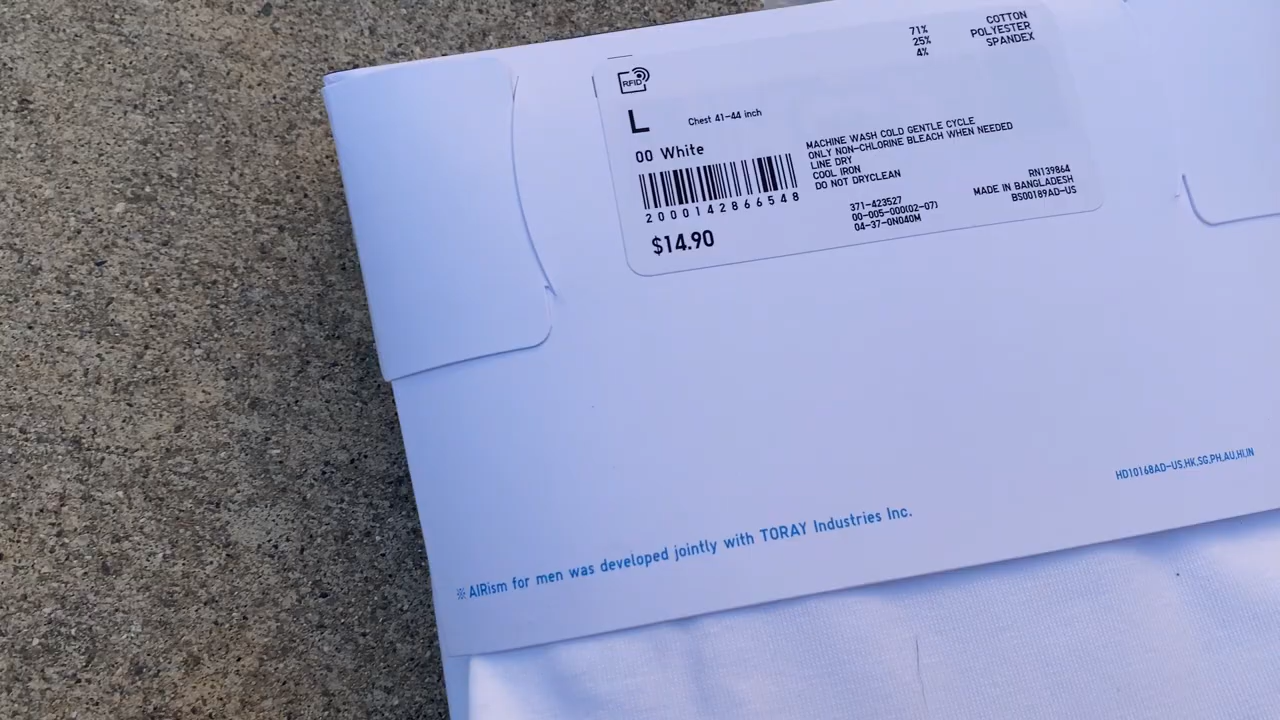 71% COTTON
25% POLYESTER
4% SPANDEX
RFID
L Chest 41-44 inch
00 White
MACHINE WASH COLD GENTLE CYCLE
ONLY NON-CHLORINE BLEACH WHEN NEEDED
LINE DRY
COOL IRON
DO NOT DRYCLEAN
2000142866548
$14.90
371-423527
00-005-000(02-07)
04-37-0N040M
RN139864
MADE IN BANGLADESH
BS00189AD-US
HD10168AD-US,HK,SG,PH,AU,HI,IN
※ AIRism for men was developed jointly with TORAY Industries Inc.